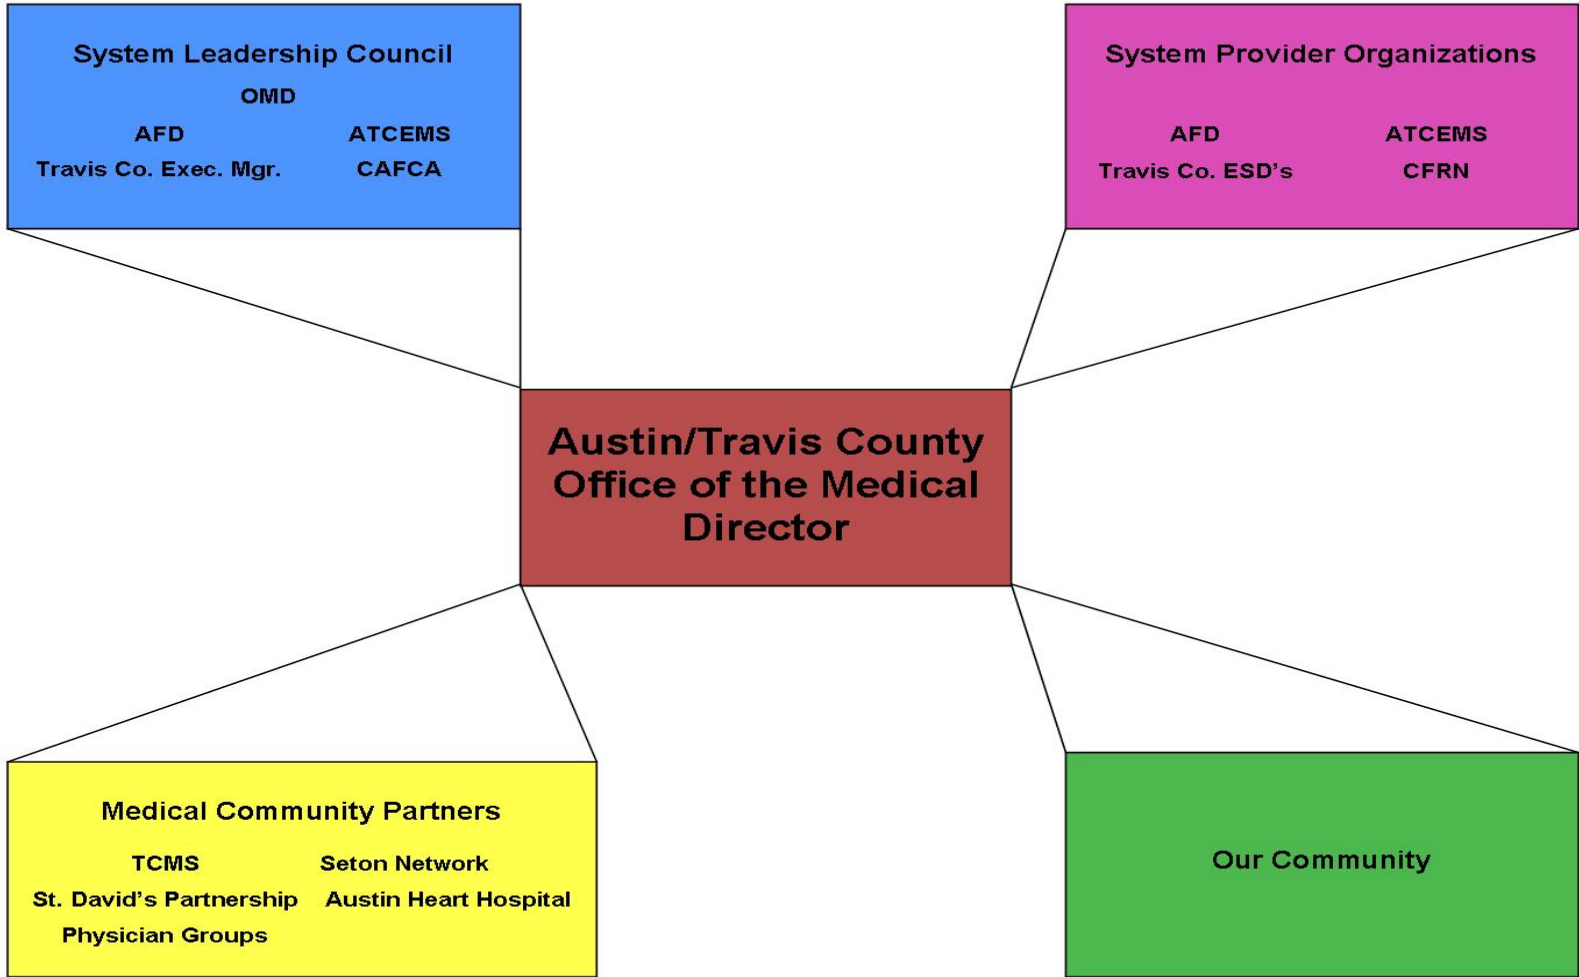 System Leadership Council
OMD
AFD ATCEMS
Travis Co. Exec. Mgr. CAFCA
System Provider Organizations
AFD ATCEMS
Travis Co. ESD's CFRN
Austin/Travis County
Office of the Medical
Director
Medical Community Partners
TCMS Seton Network
St. David's Partnership Austin Heart Hospital
Physician Groups
Our Community